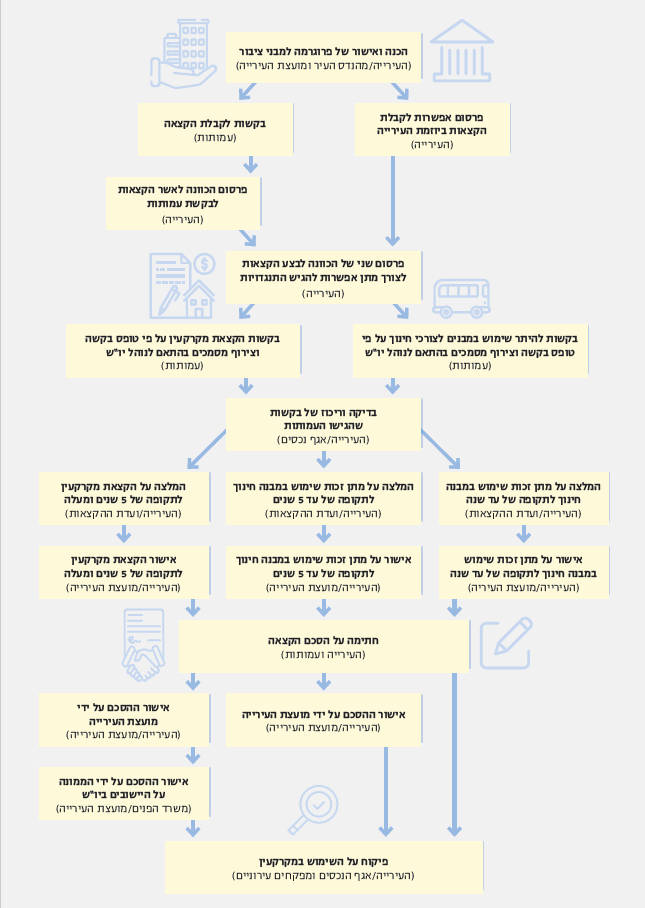 הכנה ואישור של פרוגרמה למבני ציבור
(העירייה/מהנדס העיר ומועצת העירייה)
פרסום אפשרות לקבלת
הקצאות ביוזמת העירייה
(העירייה)
בקשות לקבלת הקצאה
(עמותות)
פרסום הכוונה לאשר הקצאות
לבקשת עמותות
(העירייה)
פרסום שני של הכוונה לבצע הקצאות
לצורך מתן אפשרות להגיש התנגדויות
(העירייה)
בקשות להיתר שימוש במבנים לצורכי חינוך על פי
טופס בקשה וצירוף מסמכים בהתאם לנוהל יו"ש
(עמותות)
בקשות הקצאת מקרקעין על פי טופס בקשה
וצירוף מסמכים בהתאם לנוהל יו"ש
(עמותות)
בדיקה וריכוז של בקשות
שהגישו העמותות
(העירייה/אגף נכסים)
המלצה על מתן זכות שימוש במבנה
חינוך לתקופה של עד שנה
(העירייה/ועדת ההקצאות)
המלצה על מתן זכות שימוש במבנה חינוך
לתקופה של עד 5 שנים
(העירייה/ועדת ההקצאות)
המלצה על הקצאת מקרקעין
לתקופה של 5 שנים ומעלה
(העירייה/ועדת ההקצאות)
אישור על מתן זכות שימוש
במבנה חינוך לתקופה של עד שנה
(העירייה/מועצת העיריה)
אישור על מתן זכות שימוש במבנה חינוך
לתקופה של עד 5 שנים
(העירייה/מועצת העירייה)
אישור הקצאת מקרקעין
לתקופה של 5 שנים ומעלה
(העירייה/מועצת העירייה)
חתימה על הסכם הקצאה
(העירייה ועמותות)
אישור ההסכם על ידי מועצת העירייה
(העירייה/מועצת העירייה)
אישור ההסכם על ידי
מועצת העירייה
(העירייה/מועצת העירייה)
אישור ההסכם על ידי הממונה
על היישובים ביו"ש
(משרד הפנים/מועצת העירייה)
פיקוח על השימוש במקרקעין
(העירייה/אגף הנכסים ומפקחים עירוניים)